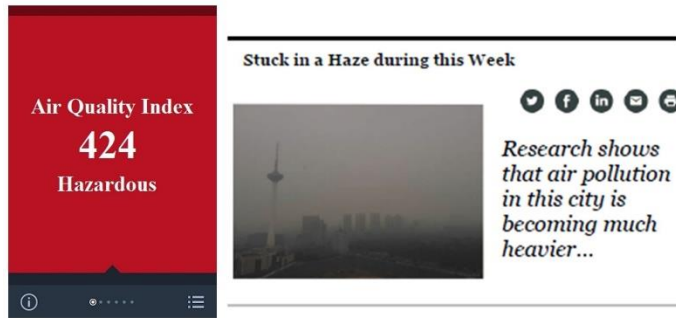 Air Quality Index
424
Hazardous
Stuck in a Haze during this Week
Research shows
that air pollution
in this city is
becoming much
heavier...